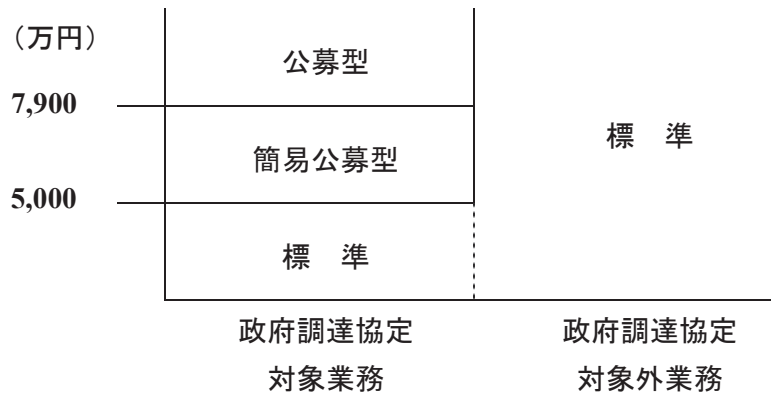 （万円）
公募型
7,900
簡易公募型
標　準
5,000
標　準
政府調達協定
対象業務
政府調達協定
対象外業務